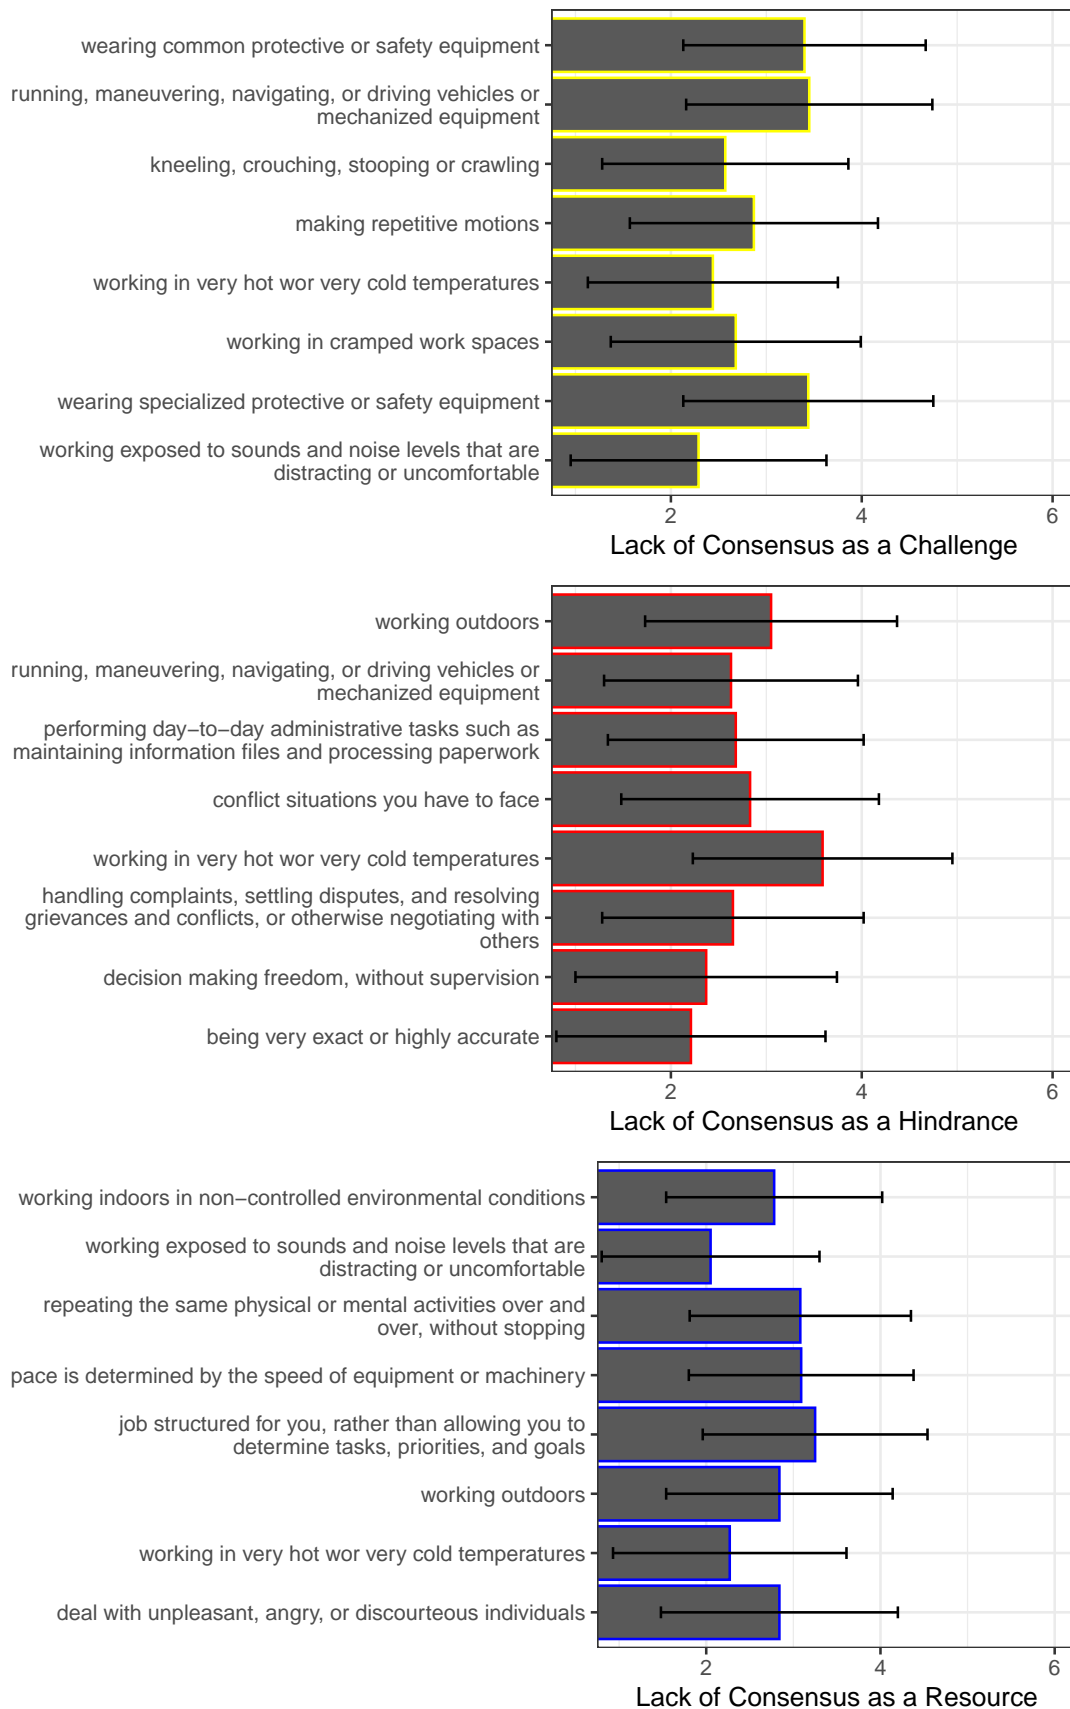 wearing common protective or safety equipment
running, maneuvering, navigating, or driving vehicles or
mechanized equipment
kneeling, crouching, stooping or crawling
making repetitive motions
working in very hot wor very cold temperatures
working in cramped work spaces
wearing specialized protective or safety equipment
working exposed to sounds and noise levels that are
distracting or uncomfortable
2 4 6
Lack of Consensus as a Challenge
working outdoors
running, maneuvering, navigating, or driving vehicles or
mechanized equipment
performing day−to−day administrative tasks such as
maintaining information files and processing paperwork
conflict situations you have to face
working in very hot wor very cold temperatures
handling complaints, settling disputes, and resolving
grievances and conflicts, or otherwise negotiating with
others
decision making freedom, without supervision
being very exact or highly accurate
2 4 6
Lack of Consensus as a Hindrance
working indoors in non−controlled environmental conditions
working exposed to sounds and noise levels that are
distracting or uncomfortable
repeating the same physical or mental activities over and
over, without stopping
pace is determined by the speed of equipment or machinery
job structured for you, rather than allowing you to
determine tasks, priorities, and goals
working outdoors
working in very hot wor very cold temperatures
deal with unpleasant, angry, or discourteous individuals
2 4 6
Lack of Consensus as a Resource